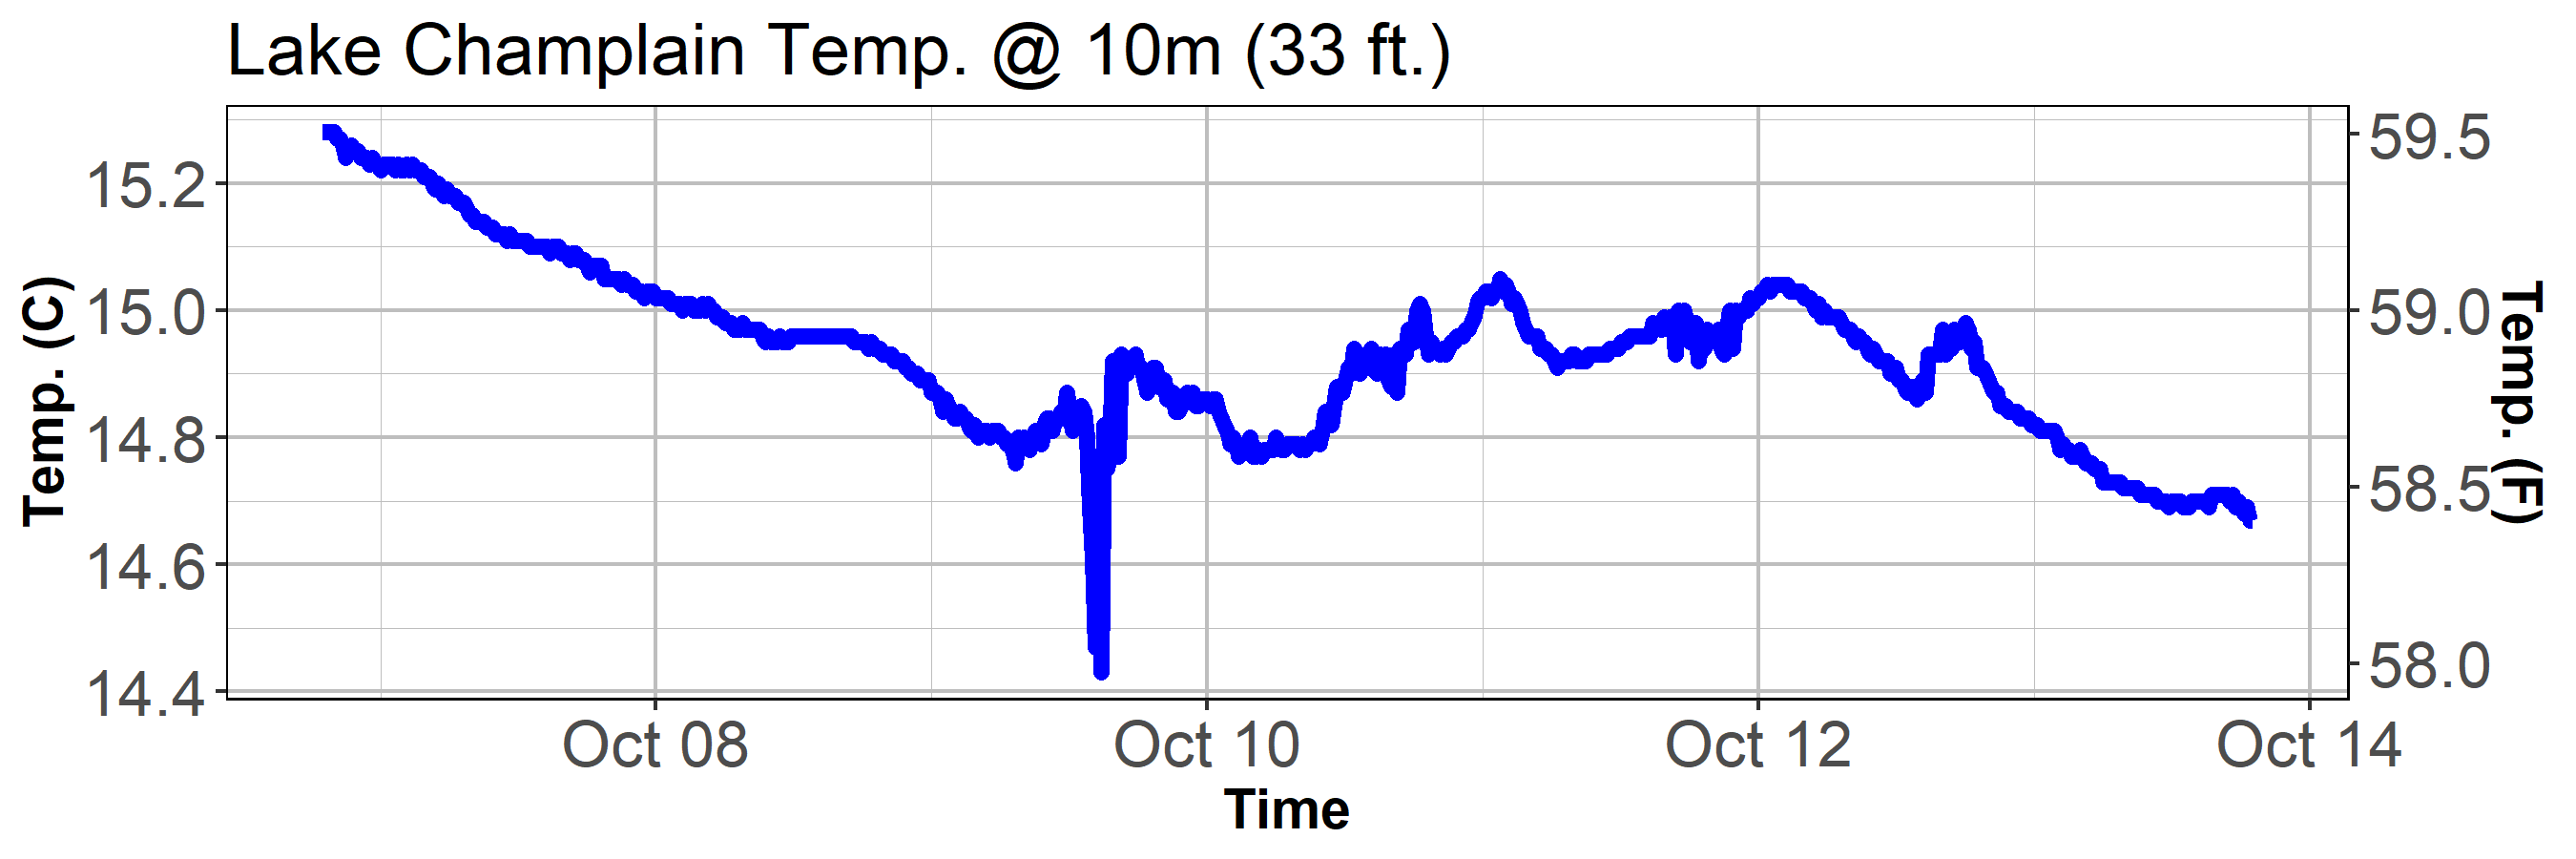 Lake Champlain Temp. @ 10m (33 ft.)
Temp. (C)
15.2
15.0
14.8
14.6
14.4
59.5
59.0
58.5
58.0
Temp. (F)
Oct 08 Oct 10 Oct 12 Oct 14
Time